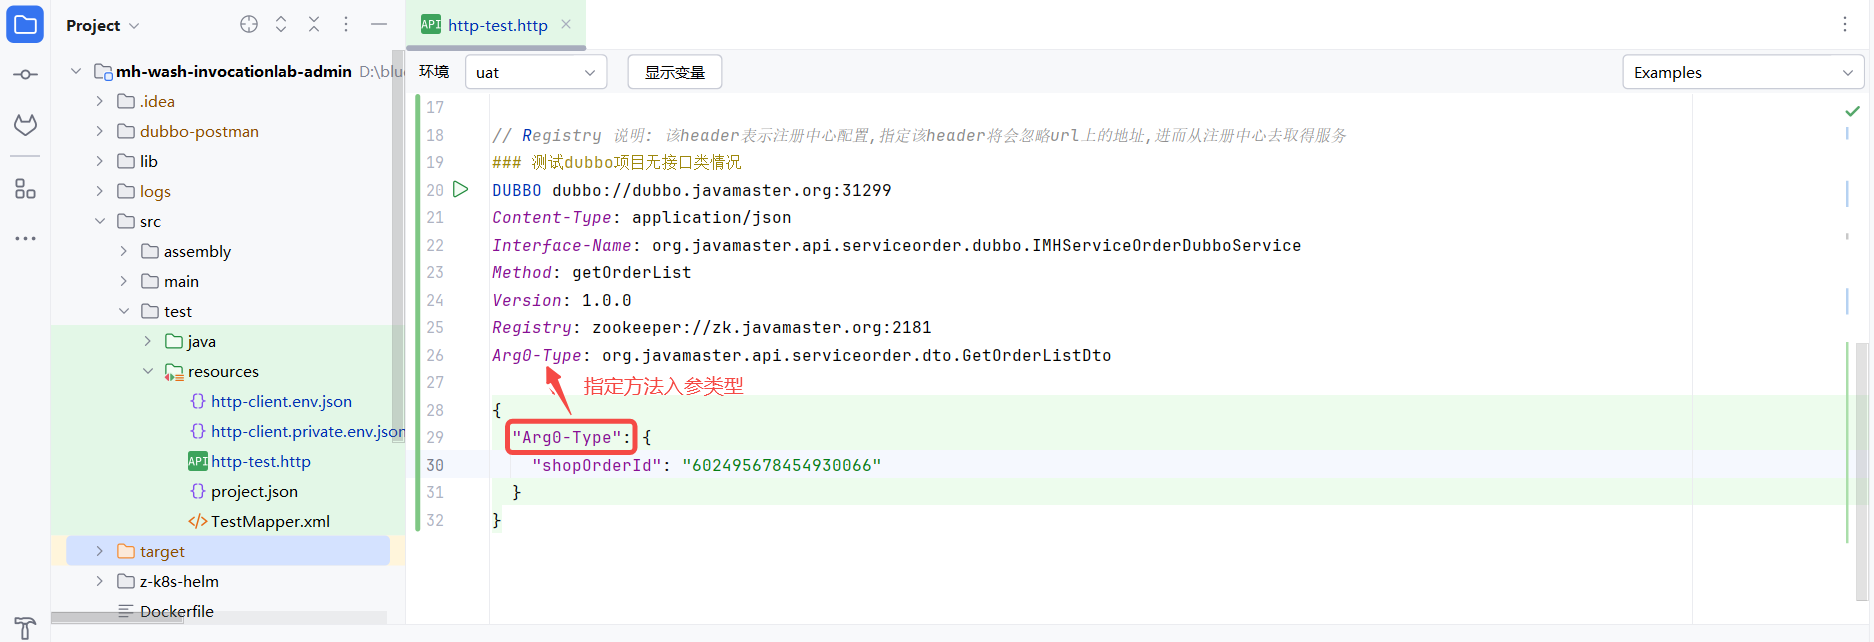 Project
API http-test.http
mh-wash-invocationlab-admin D:\blu
.idea
dubbo-postman
lib
logs
src
assembly
main
test
java
resources
http-client.env.json
http-client.private.env.json
API http-test.http
project.json
</> TestMapper.xml
target
z-k8s-helm
Dockerfile
环境 uat 显示变量 Examples
17
18 // Registry 说明: 该header表示注册中心配置,指定该header将会忽略url上的地址,进而从注册中心去取得服务
19 ### 测试dubbo项目无接口类情况
20 DUBBO dubbo://dubbo.javamaster.org:31299
21 Content-Type: application/json
22 Interface-Name: org.javamaster.api.serviceorder.dubbo.IMHServiceOrderDubboService
23 Method: getOrderList
24 Version: 1.0.0
25 Registry: zookeeper://zk.javamaster.org:2181
26 Arg0-Type: org.javamaster.api.serviceorder.dto.GetOrderListDto
27 指定方法入参类型
28 {
29 "Arg0-Type": {
30 "shopOrderId": "602495678454930066"
31 }
32 }